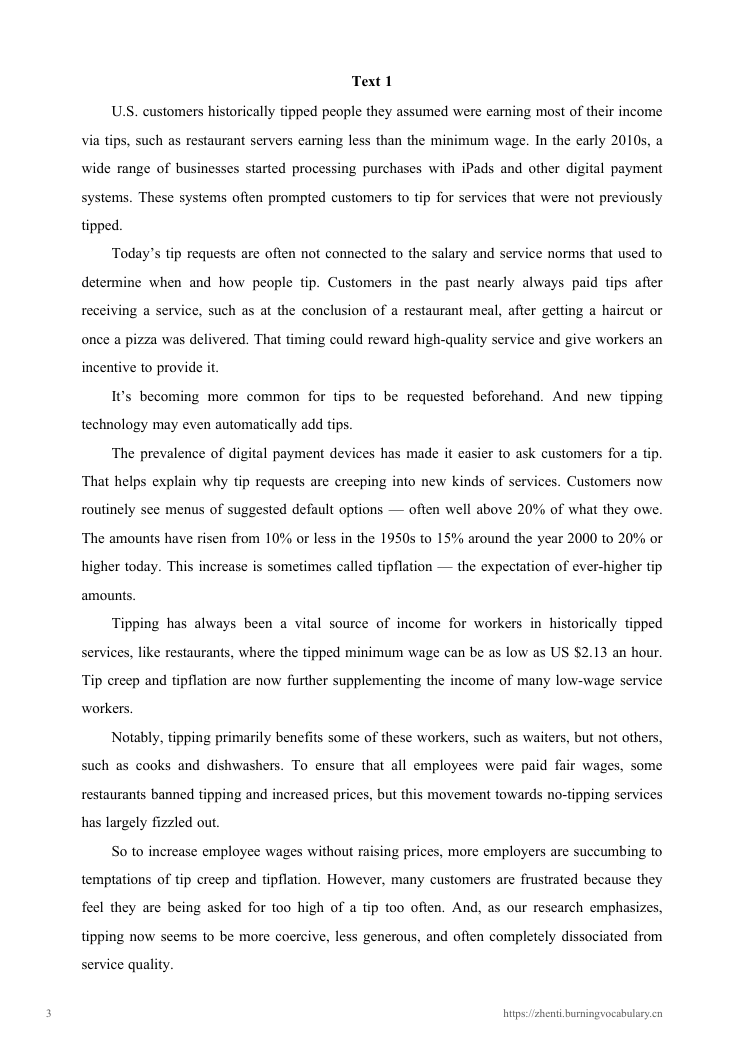 Text 1
U.S. customers historically tipped people they assumed were earning most of their income
via tips, such as restaurant servers earning less than the minimum wage. In the early 2010s, a
wide range of businesses started processing purchases with iPads and other digital payment
systems. These systems often prompted customers to tip for services that were not previously
tipped.
Today’s tip requests are often not connected to the salary and service norms that used to
determine when and how people tip. Customers in the past nearly always paid tips after
receiving a service, such as at the conclusion of a restaurant meal, after getting a haircut or
once a pizza was delivered. That timing could reward high-quality service and give workers an
incentive to provide it.
It’s becoming more common for tips to be requested beforehand. And new tipping
technology may even automatically add tips.
The prevalence of digital payment devices has made it easier to ask customers for a tip.
That helps explain why tip requests are creeping into new kinds of services. Customers now
routinely see menus of suggested default options — often well above 20% of what they owe.
The amounts have risen from 10% or less in the 1950s to 15% around the year 2000 to 20% or
higher today. This increase is sometimes called tipflation — the expectation of ever-higher tip
amounts.
Tipping has always been a vital source of income for workers in historically tipped
services, like restaurants, where the tipped minimum wage can be as low as US $2.13 an hour.
Tip creep and tipflation are now further supplementing the income of many low-wage service
workers.
Notably, tipping primarily benefits some of these workers, such as waiters, but not others,
such as cooks and dishwashers. To ensure that all employees were paid fair wages, some
restaurants banned tipping and increased prices, but this movement towards no-tipping services
has largely fizzled out.
So to increase employee wages without raising prices, more employers are succumbing to
temptations of tip creep and tipflation. However, many customers are frustrated because they
feel they are being asked for too high of a tip too often. And, as our research emphasizes,
tipping now seems to be more coercive, less generous, and often completely dissociated from
service quality.
3
https://zhenti.burningvocabulary.cn